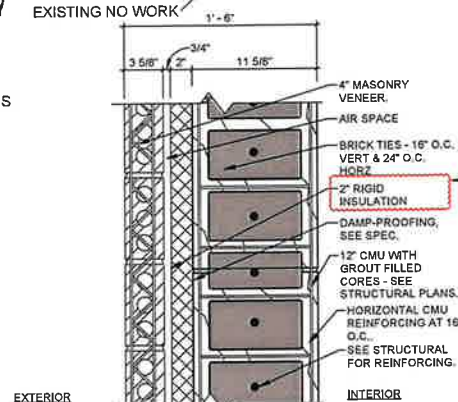 EXISTING NO WORK
1' - 6"
3/4"
3 5/8"
2"
11 5/8"
S
4" MASONRY
VENEER.
AIR SPACE
BRICK TIES - 16" O.C.
VERT & 24" O.C.
HORZ
2" RIGID
INSULATION
DAMP-PROOFING,
SEE SPEC.
12" CMU WITH
GROUT FILLED
CORES - SEE
STRUCTURAL PLANS.
HORIZONTAL CMU
REINFORCING AT 16
O.C..
SEE STRUCTURAL
FOR REINFORCING.
EXTERIOR
INTERIOR